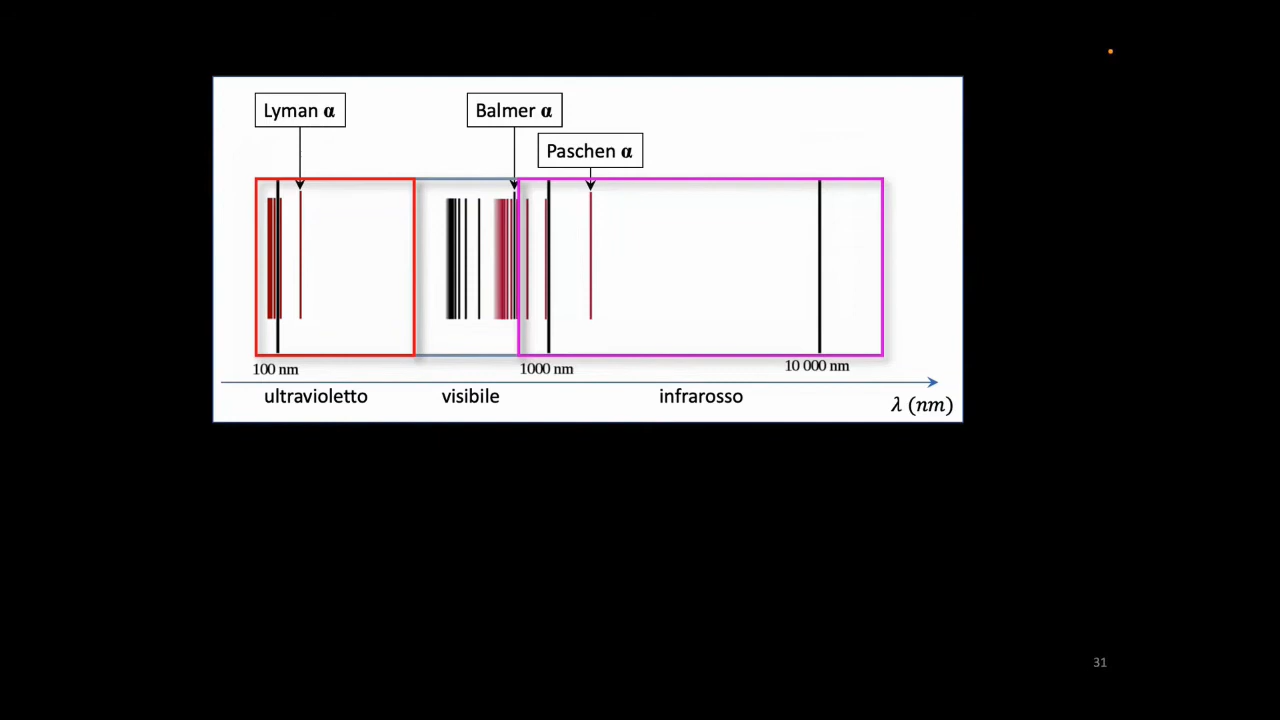 Lyman α
Balmer α
Paschen α
100 nm
1000 nm
10 000 nm
ultravioletto
visibile
infrarosso
λ (nm)
31